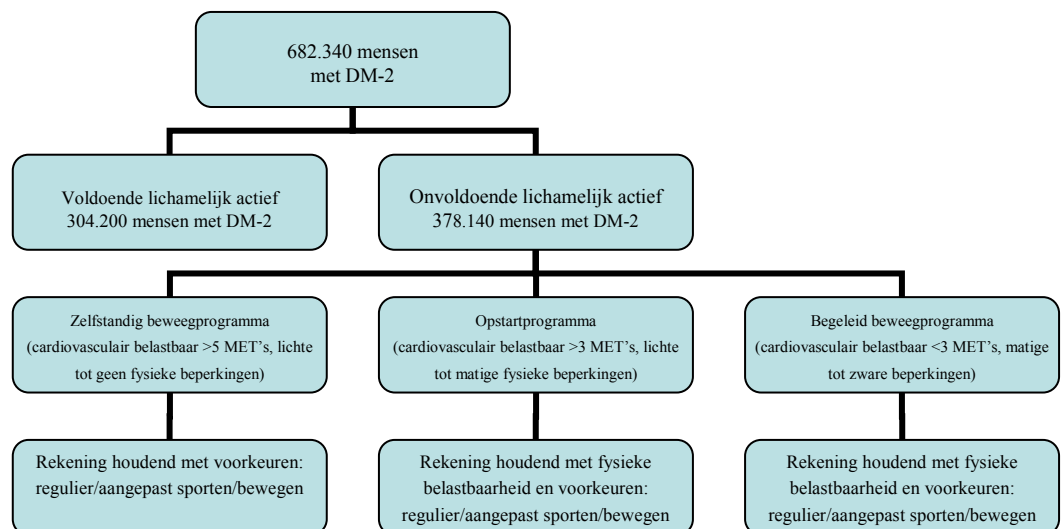 682.340 mensen
met DM-2
Voldoende lichamelijk actief
304.200 mensen met DM-2
Onvoldoende lichamelijk actief
378.140 mensen met DM-2
Zelfstandig beweegprogramma
(cardiovasculair belastbaar >5 MET's, lichte
tot geen fysieke beperkingen)
Opstartprogramma
(cardiovasculair belastbaar >3 MET's, lichte
tot matige fysieke beperkingen)
Begeleid beweegprogramma
(cardiovasculair belastbaar <3 MET's, matige
tot zware beperkingen)
Rekening houdend met voorkeuren:
regulier/aangepast sporten/bewegen
Rekening houdend met fysieke
belastbaarheid en voorkeuren:
regulier/aangepast sporten/bewegen
Rekening houdend met fysieke
belastbaarheid en voorkeuren:
regulier/aangepast sporten/bewegen